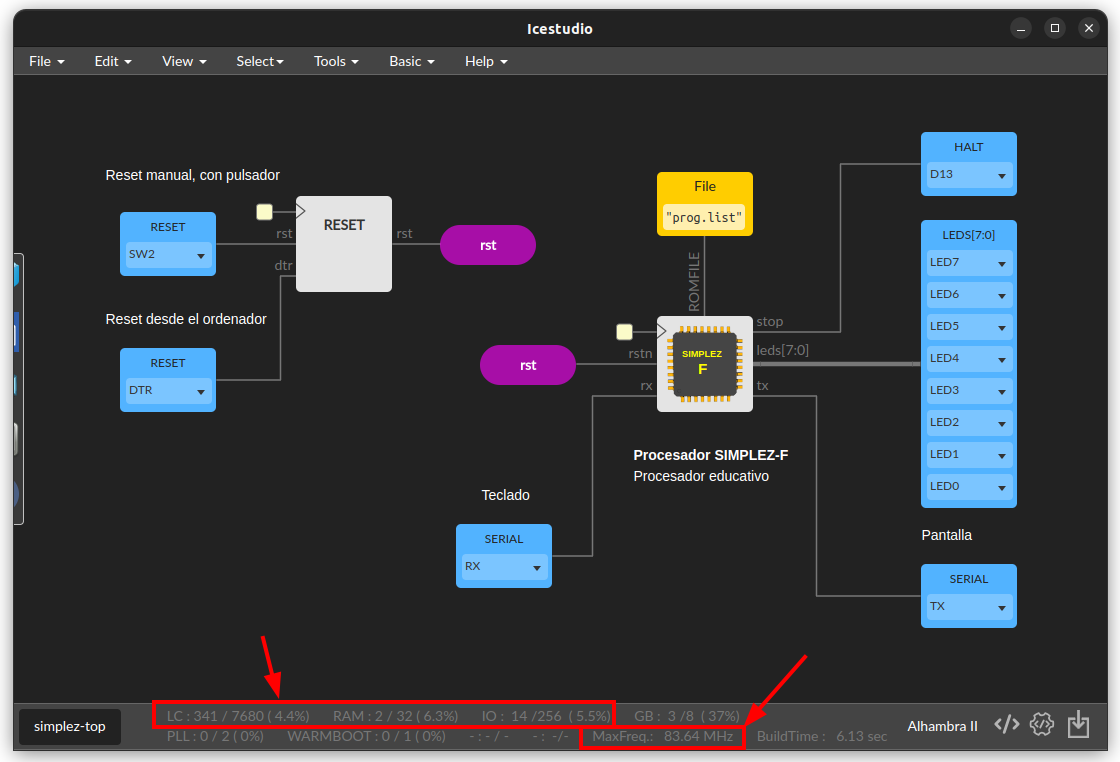 Icestudio
File Edit View Select Tools Basic Help
Reset manual, con pulsador
RESET
SW2
rst
dtr
RESET
rst
rst
Reset desde el ordenador
RESET
DTR
File
"prog.list"
ROMFILE
rst
rstn
rx
SIMPLEZ
F
stop
leds[7:0]
tx
Procesador SIMPLEZ-F
Procesador educativo
Teclado
SERIAL
RX
HALT
D13
LEDS[7:0]
LED7
LED6
LED5
LED4
LED3
LED2
LED1
LED0
Pantalla
SERIAL
TX
simplez-top
LC : 341 / 7680 ( 4.4%) RAM : 2 / 32 ( 6.3%) IO : 14 /256 ( 5.5%) GB : 3 /8 ( 37%)
PLL : 0 / 2 ( 0%) WARMBOOT : 0 / 1 ( 0%) - : - / - - : -/- MaxFreq.: 83.64 MHz BuildTime : 6.13 sec
Alhambra II